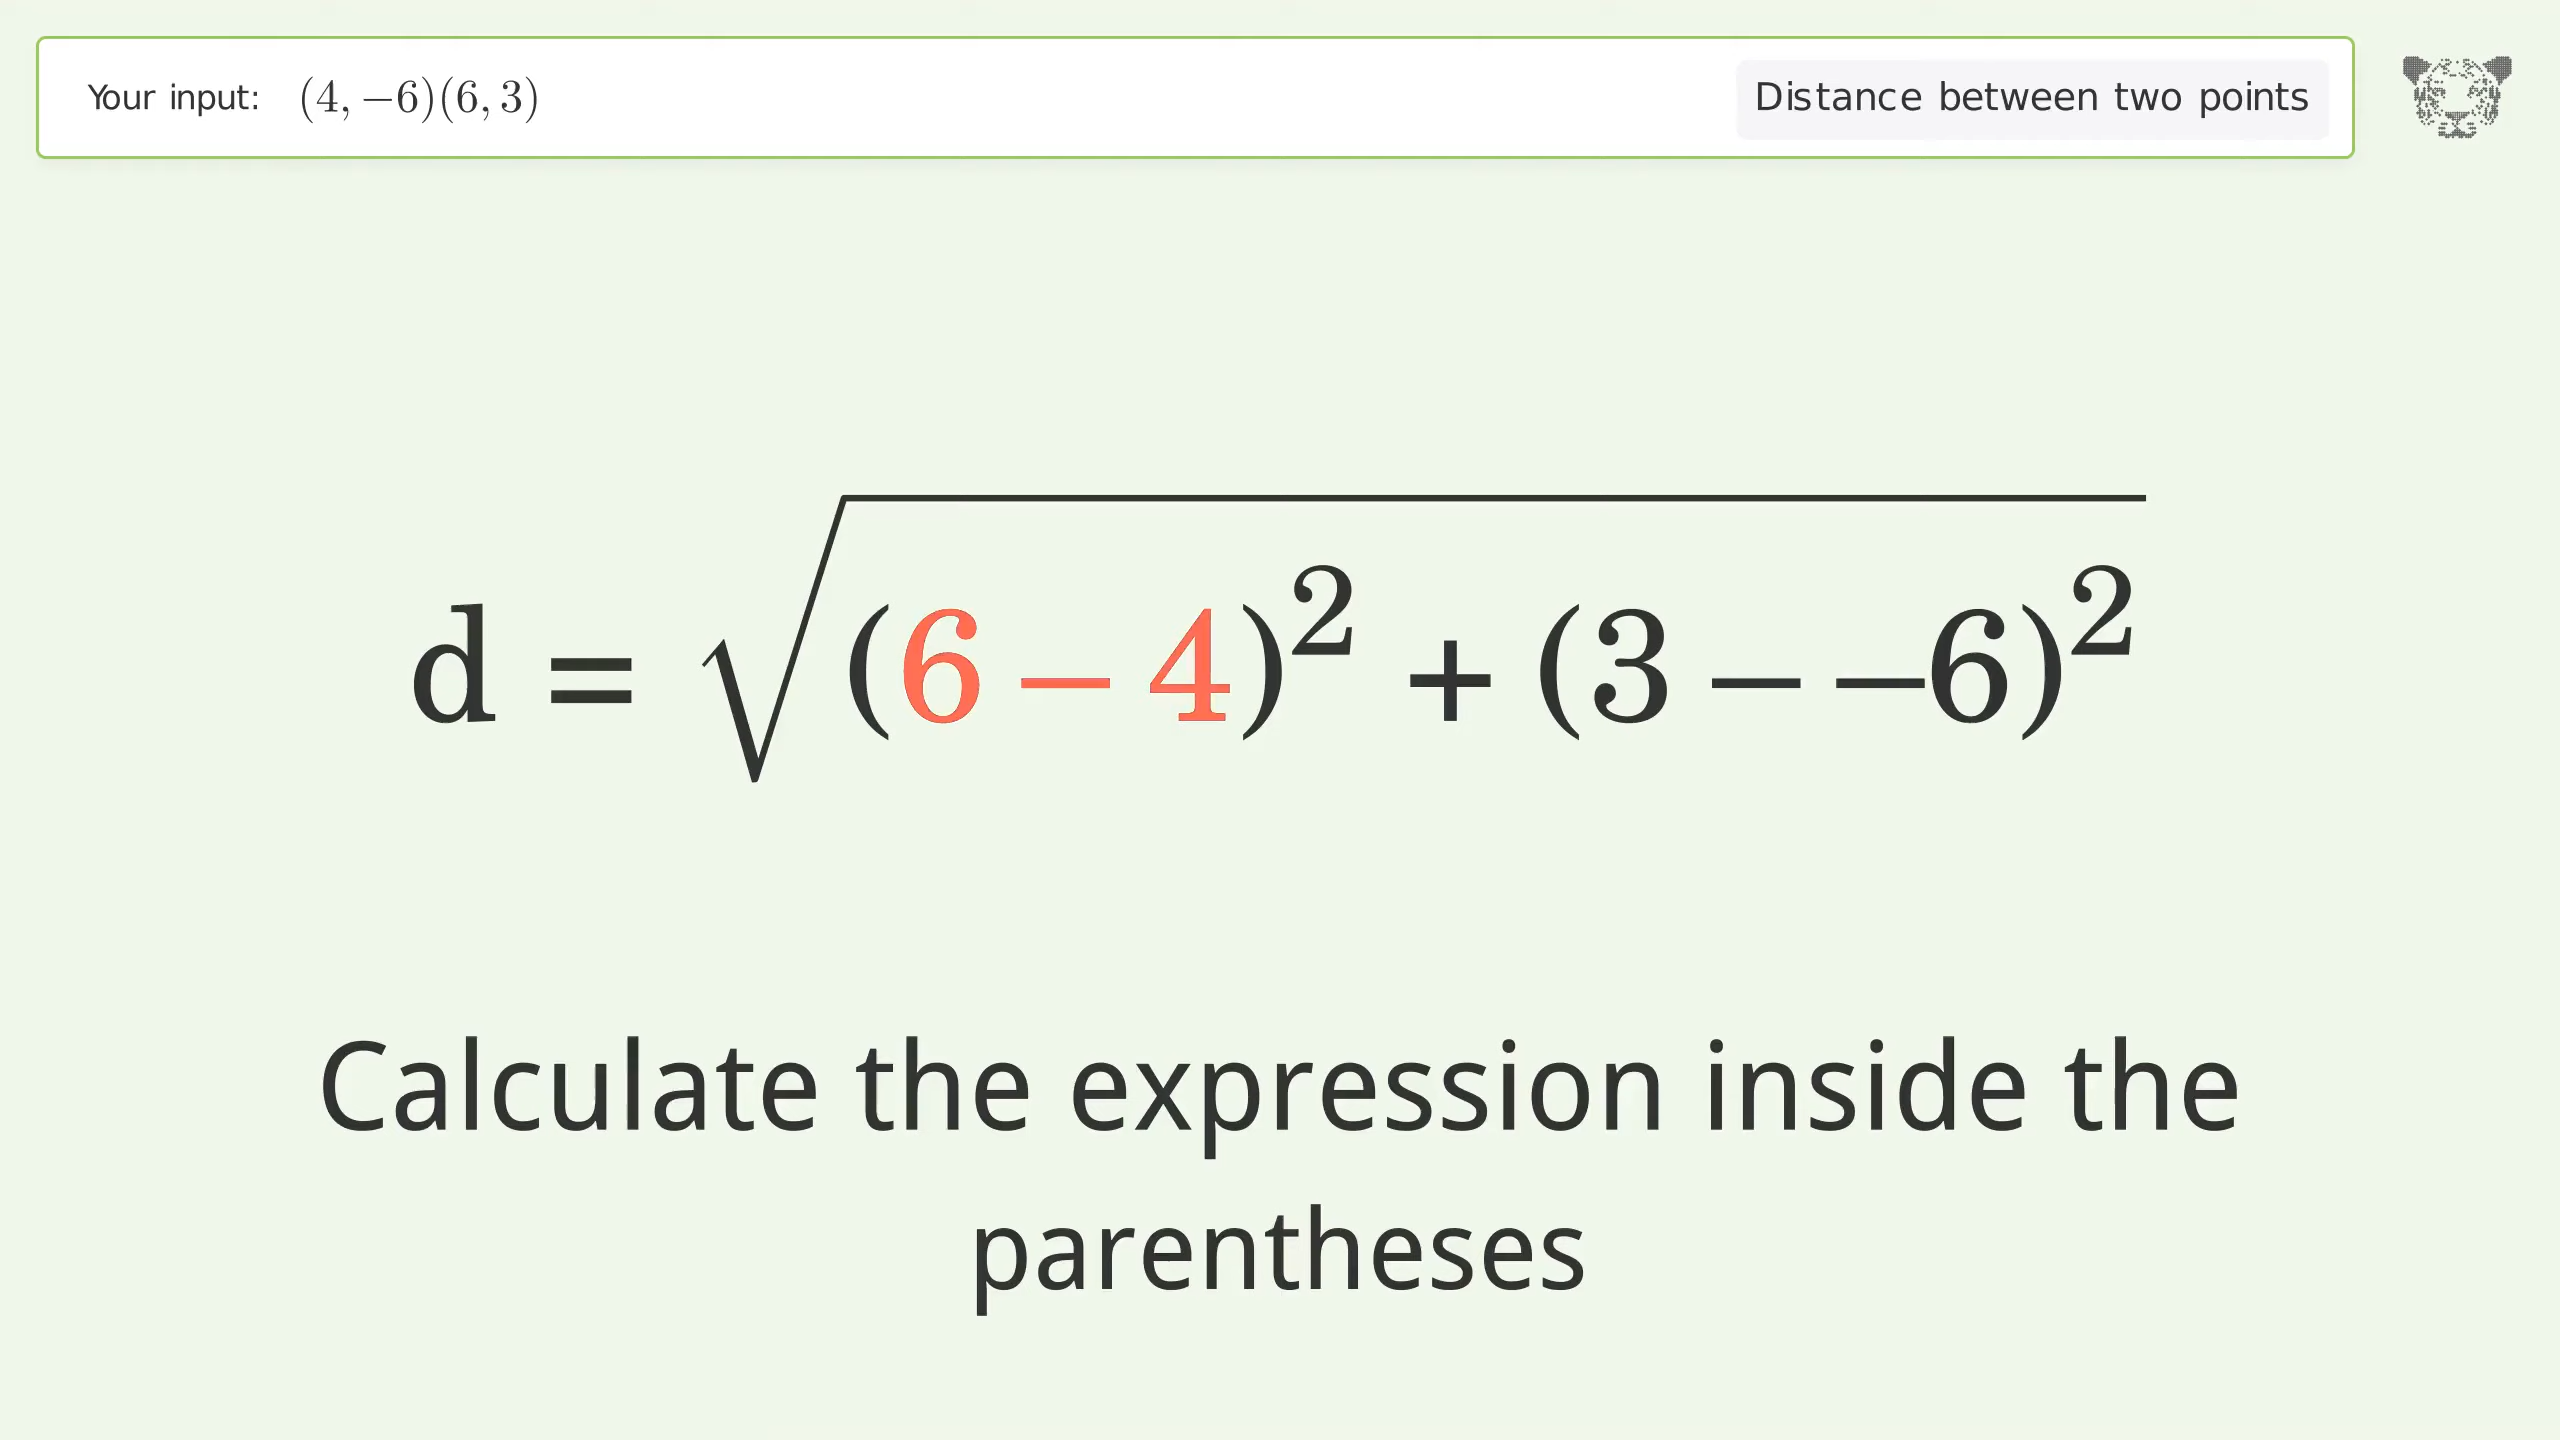 Your input: (4, −6)(6, 3)
Distance between two points
d = √(6 − 4)² + (3 − −6)²
Calculate the expression inside the
parentheses